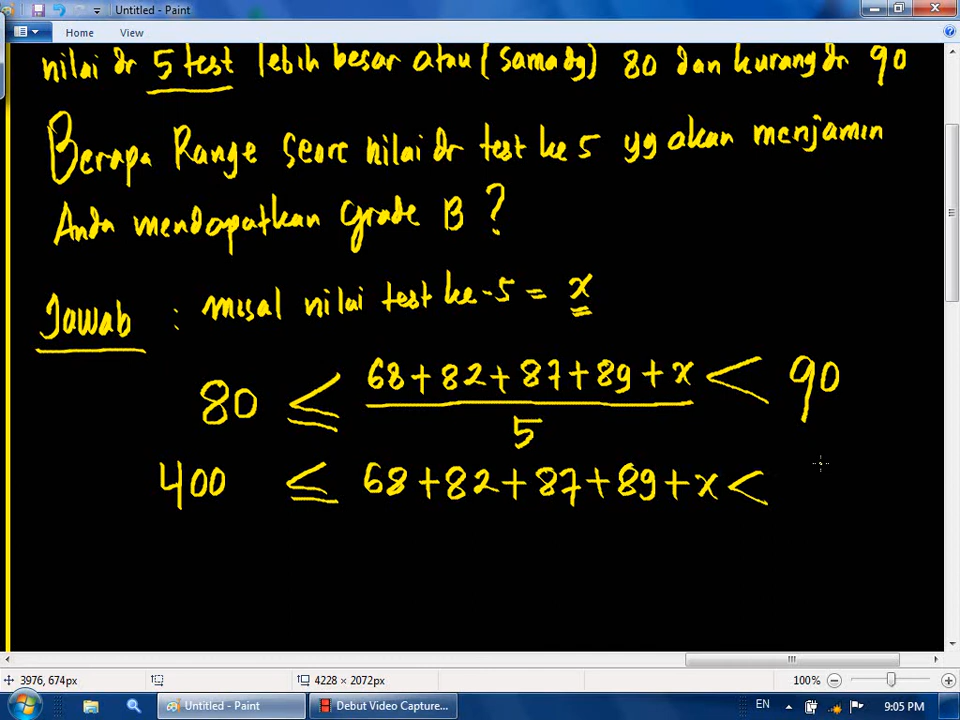 Untitled - Paint
Home View
nilai dr 5 test lebih besar atau (sama dg) 80 dan kurang dr 90
Berapa Range score nilai dr test ke 5 yg akan menjamin
Anda mendapatkan grade B ?
Jawab : misal nilai test ke-5 = x
80 ≤ (68+82+87+89+x)/5 < 90
400 ≤ 68+82+87+89+x <
3976, 674px 4228 × 2072px 100%
Untitled - Paint Debut Video Capture... EN 9:05 PM